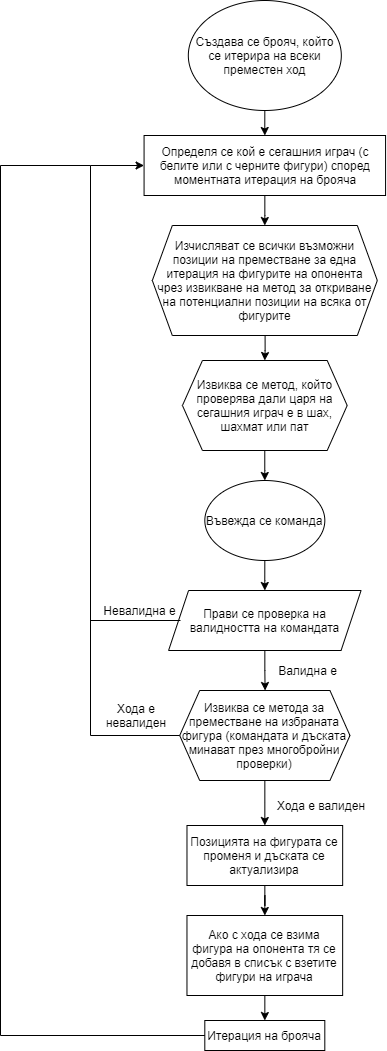 Създава се брояч, който
се итерира на всеки
преместен ход
Определя се кой е сегашния играч (с
белите или с черните фигури) според
моментната итерация на брояча
Изчисляват се всички възможни
позиции на преместване за една
итерация на фигурите на опонента
чрез извикване на метод за откриване
на потенциални позиции на всяка от
фигурите
Извиква се метод, който
проверява дали царя на
сегашния играч е в шах,
шахмат или пат
Въвежда се команда
Невалидна е
Прави се проверка на
валидността на командата
Валидна е
Хода е
невалиден
Извиква се метода за
преместване на избраната
фигура (командата и дъската
минават през многобройни
проверки)
Хода е валиден
Позицията на фигурата се
променя и дъската се
актуализира
Ако с хода се взима
фигура на опонента тя се
добавя в списък с взетите
фигури на играча
Итерация на брояча